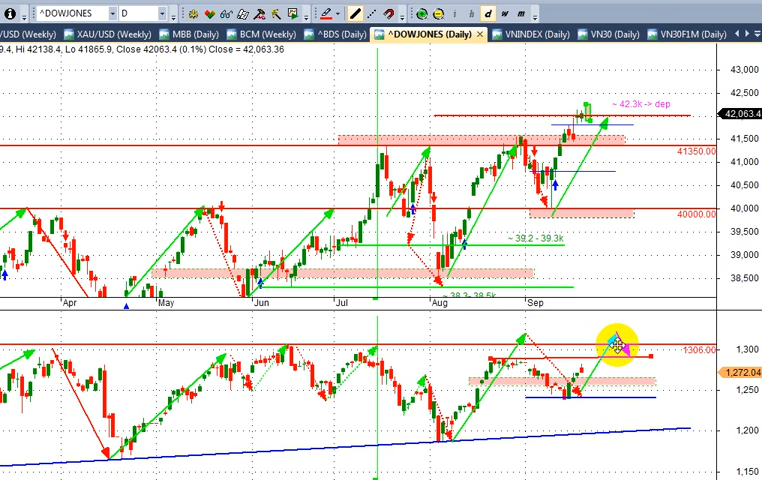 ^DOWJONES D i d w m
/USD (Weekly) XAU/USD (Weekly) MBB (Daily) BCM (Weekly) ^BDS (Daily) ^DOWJONES (Daily) VNINDEX (Daily) VN30 (Daily) VN30F1M (Daily)
9.4, Hi 42138.4, Lo 41865.9, Close 42063.4 (0.1%) Close = 42,063.36
43,000
42,500
~ 42.3k -> dep
42,063.4
41,500
41350.00
41,000
40,500
40,000
40000.00
39,500
~ 39.2 - 39.3k
39,000
38,500
~ 38.3- 38.5k
Apr May Jun Jul Aug Sep
1,300
1306.00
1,272.04
1,250
1,200
1,150